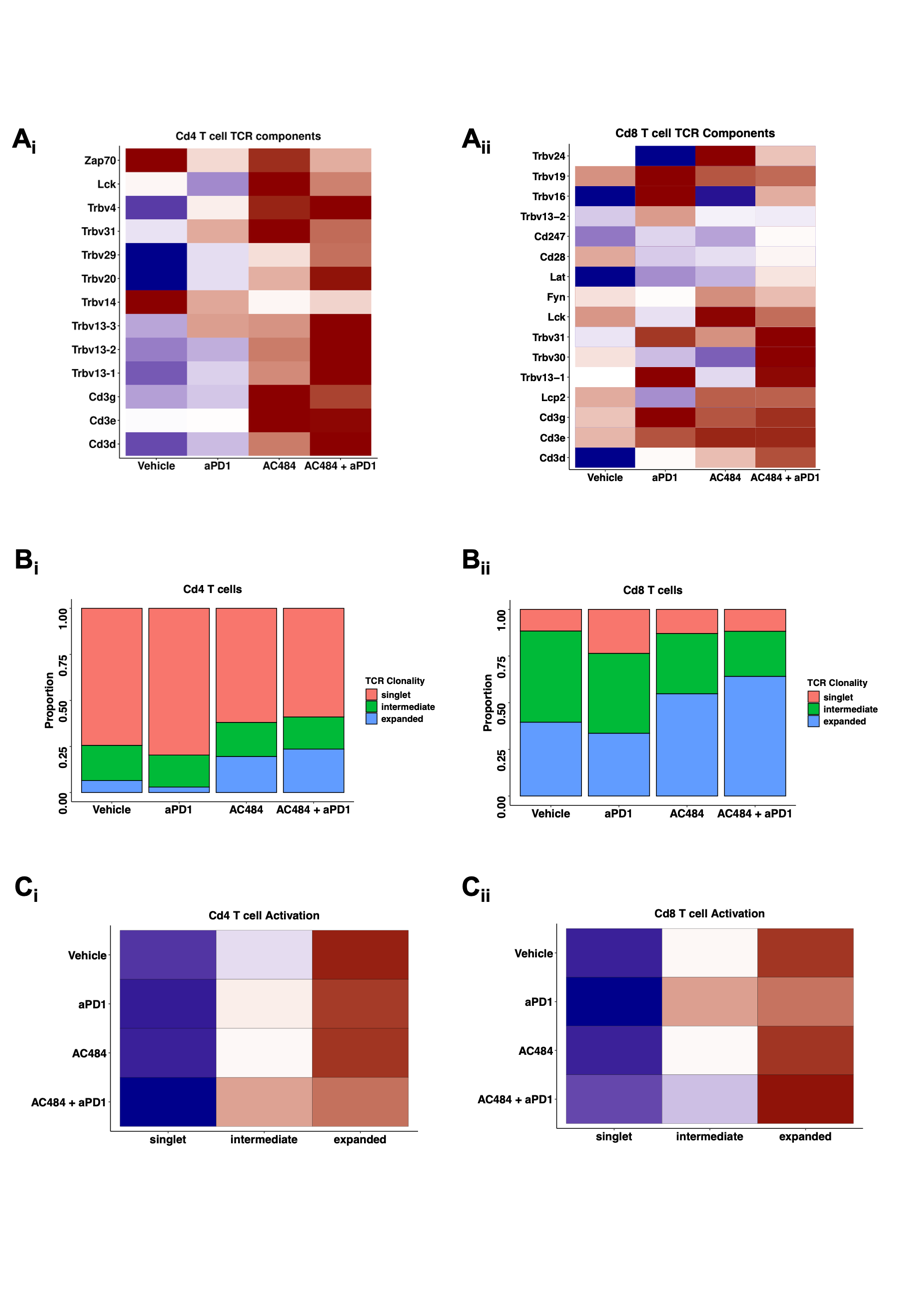 Ai
Cd4 T cell TCR components
Zap70
Lck
Trbv4
Trbv31
Trbv29
Trbv20
Trbv14
Trbv13-3
Trbv13-2
Trbv13-1
Cd3g
Cd3e
Cd3d
Vehicle aPD1 AC484 AC484 + aPD1
Aii
Cd8 T cell TCR Components
Trbv24
Trbv19
Trbv16
Trbv13-2
Cd247
Cd28
Lat
Fyn
Lck
Trbv31
Trbv30
Trbv13-1
Lcp2
Cd3g
Cd3e
Cd3d
Vehicle aPD1 AC484 AC484 + aPD1
Bi
Cd4 T cells
Proportion
1.00
0.75
0.50
0.25
0.00
Vehicle aPD1 AC484 AC484 + aPD1
TCR Clonality
singlet
intermediate
expanded
Bii
Cd8 T cells
Proportion
1.00
0.75
0.50
0.25
0.00
Vehicle aPD1 AC484 AC484 + aPD1
TCR Clonality
singlet
intermediate
expanded
Ci
Cd4 T cell Activation
Vehicle
aPD1
AC484
AC484 + aPD1
singlet intermediate expanded
Cii
Cd8 T cell Activation
Vehicle
aPD1
AC484
AC484 + aPD1
singlet intermediate expanded